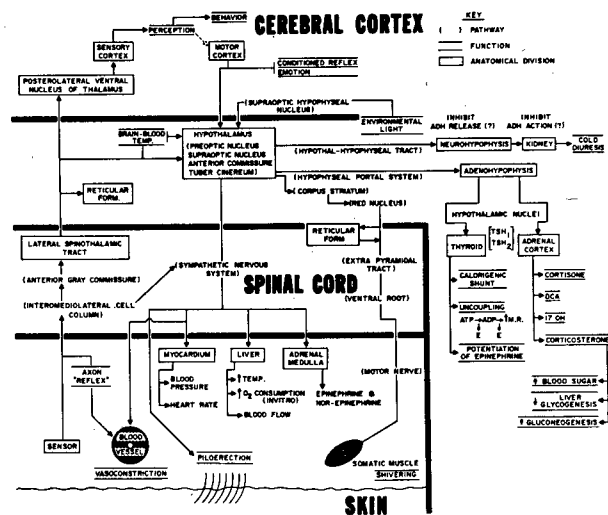 CEREBRAL CORTEX
BEHAVIOR
PERCEPTION
SENSORY
CORTEX
MOTOR
CORTEX
POSTEROLATERAL VENTRAL
NUCLEUS OF THALAMUS
CONDITIONED REFLEX
EMOTION
KEY
( ) PATHWAY
FUNCTION
ANATOMICAL DIVISION
(SUPRAOPTIC HYPOPHYSEAL
NUCLEUS)
ENVIRONMENTAL
LIGHT
BRAIN-BLOOD
TEMP.
HYPOTHALAMUS
(PREOPTIC NUCLEUS
SUPRAOPTIC NUCLEUS
ANTERIOR COMMISSURE
TUBER CINEREUM)
(HYPOTHAL-HYPOPHYSEAL TRACT)
INHIBIT
ADH RELEASE (?)
NEUROHYPOPHYSIS
INHIBIT
ADH ACTION (?)
KIDNEY
COLD
DIURESIS
(HYPOPHYSEAL PORTAL SYSTEM)
ADENOHYPOPHYSIS
(CORPUS STRIATUM)
(RED NUCLEUS)
RETICULAR
FORM.
RETICULAR
FORM
HYPOTHALAMIC NUCLEI
THYROID
[TSH1
TSH2]
ADRENAL
CORTEX
LATERAL SPINOTHALAMIC
TRACT
(ANTERIOR GRAY COMMISSURE)
(INTERMEDIOLATERAL CELL
COLUMN)
(SYMPATHETIC NERVOUS
SYSTEM)
SPINAL CORD
(EXTRA PYRAMIDAL
TRACT)
(VENTRAL ROOT)
CALORIGENIC
SHUNT
UNCOUPLING
ATP→ADP→↑M.R.
E E
POTENTIATION
OF EPINEPHRINE
CORTISONE
DCA
17 OH
CORTICOSTERONE
↑ BLOOD SUGAR
↓ LIVER
GLYCOGENESIS
↑ GLUCONEOGENESIS
MYOCARDIUM
BLOOD
PRESSURE
HEART RATE
LIVER
↑ TEMP.
↑ O2 CONSUMPTION
(INVITRO)
BLOOD FLOW
ADRENAL
MEDULLA
EPINEPHRINE &
NOR-EPINEPHRINE
(MOTOR NERVE)
AXON
"REFLEX"
SENSOR
BLOOD
VESSEL
VASOCONSTRICTION
PILOERECTION
SOMATIC MUSCLE
SHIVERING
SKIN